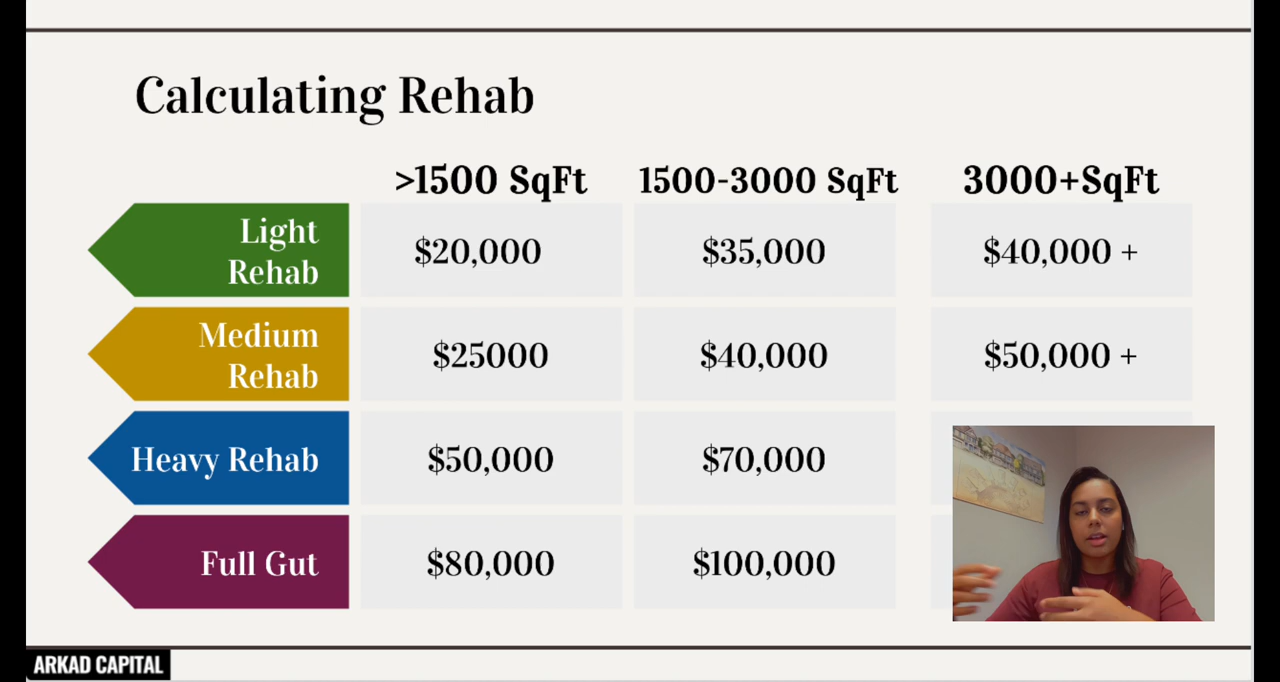 Calculating Rehab
>1500 SqFt 1500-3000 SqFt 3000+SqFt
Light
Rehab
$20,000 $35,000 $40,000 +
Medium
Rehab
$25000 $40,000 $50,000 +
Heavy Rehab $50,000 $70,000
Full Gut $80,000 $100,000
ARKAD CAPITAL